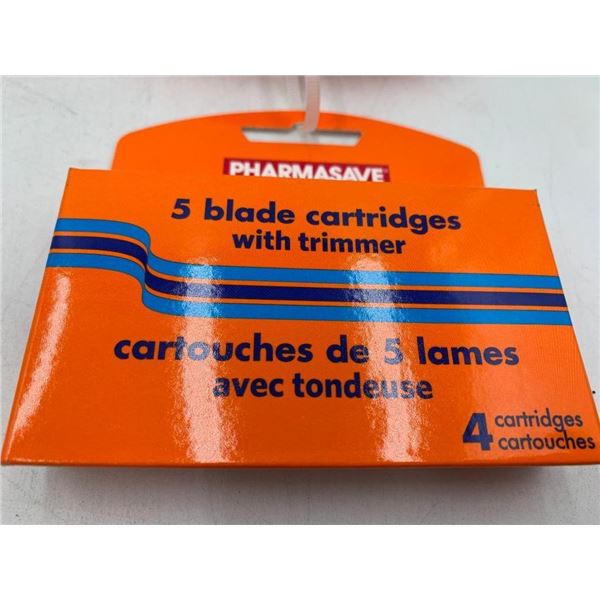 PHARMASAVE
5 blade cartridges
with trimmer
cartouches de 5 lames
avec tondeuse
4 cartridges
cartouches